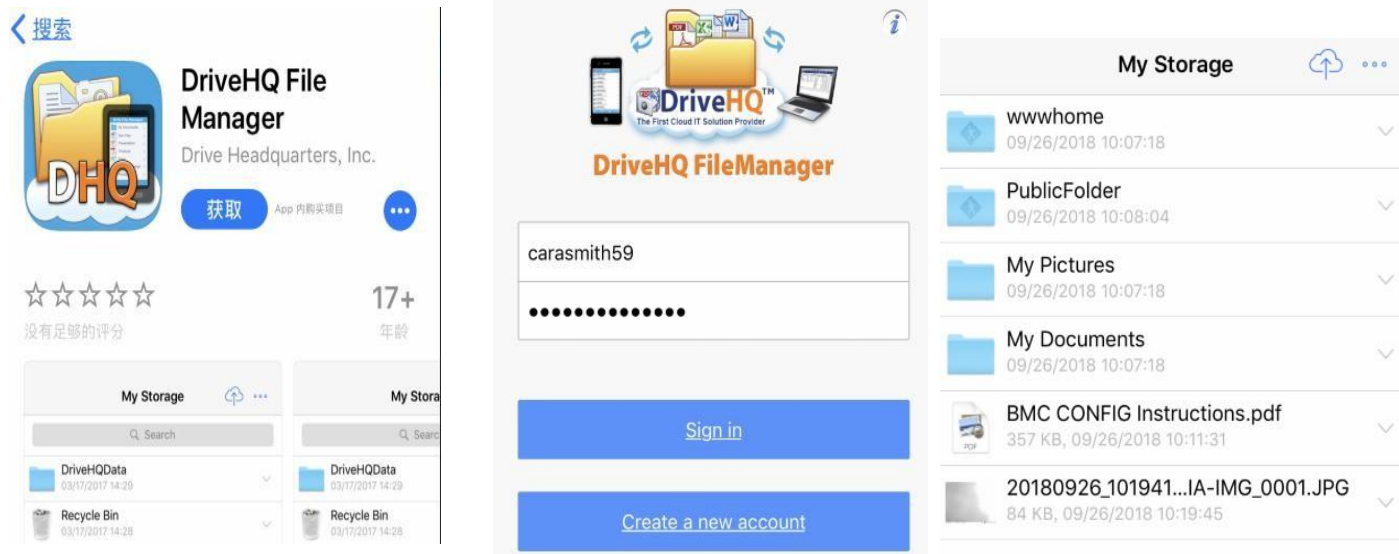 搜索
DriveHQ File
Manager
Drive Headquarters, Inc.
DHQ
获取
App 内购买项目
17+
没有足够的评分
年龄
My Storage
My Stora
Search
Searc
DriveHQData
03/17/2017 14:29
DriveHQData
03/17/2017 14:29
Recycle Bin
03/17/2017 14:28
Recycle Bin
03/17/2017 14:28
i
PDF
W
DriveHQ™
The First Cloud IT Solution Provider
DriveHQ FileManager
carasmith59
Sign in
Create a new account
My Storage
wwwhome
09/26/2018 10:07:18
PublicFolder
09/26/2018 10:08:04
My Pictures
09/26/2018 10:07:18
My Documents
09/26/2018 10:07:18
BMC CONFIG Instructions.pdf
357 KB, 09/26/2018 10:11:31
PDF
20180926_101941...IA-IMG_0001.JPG
84 KB, 09/26/2018 10:19:45